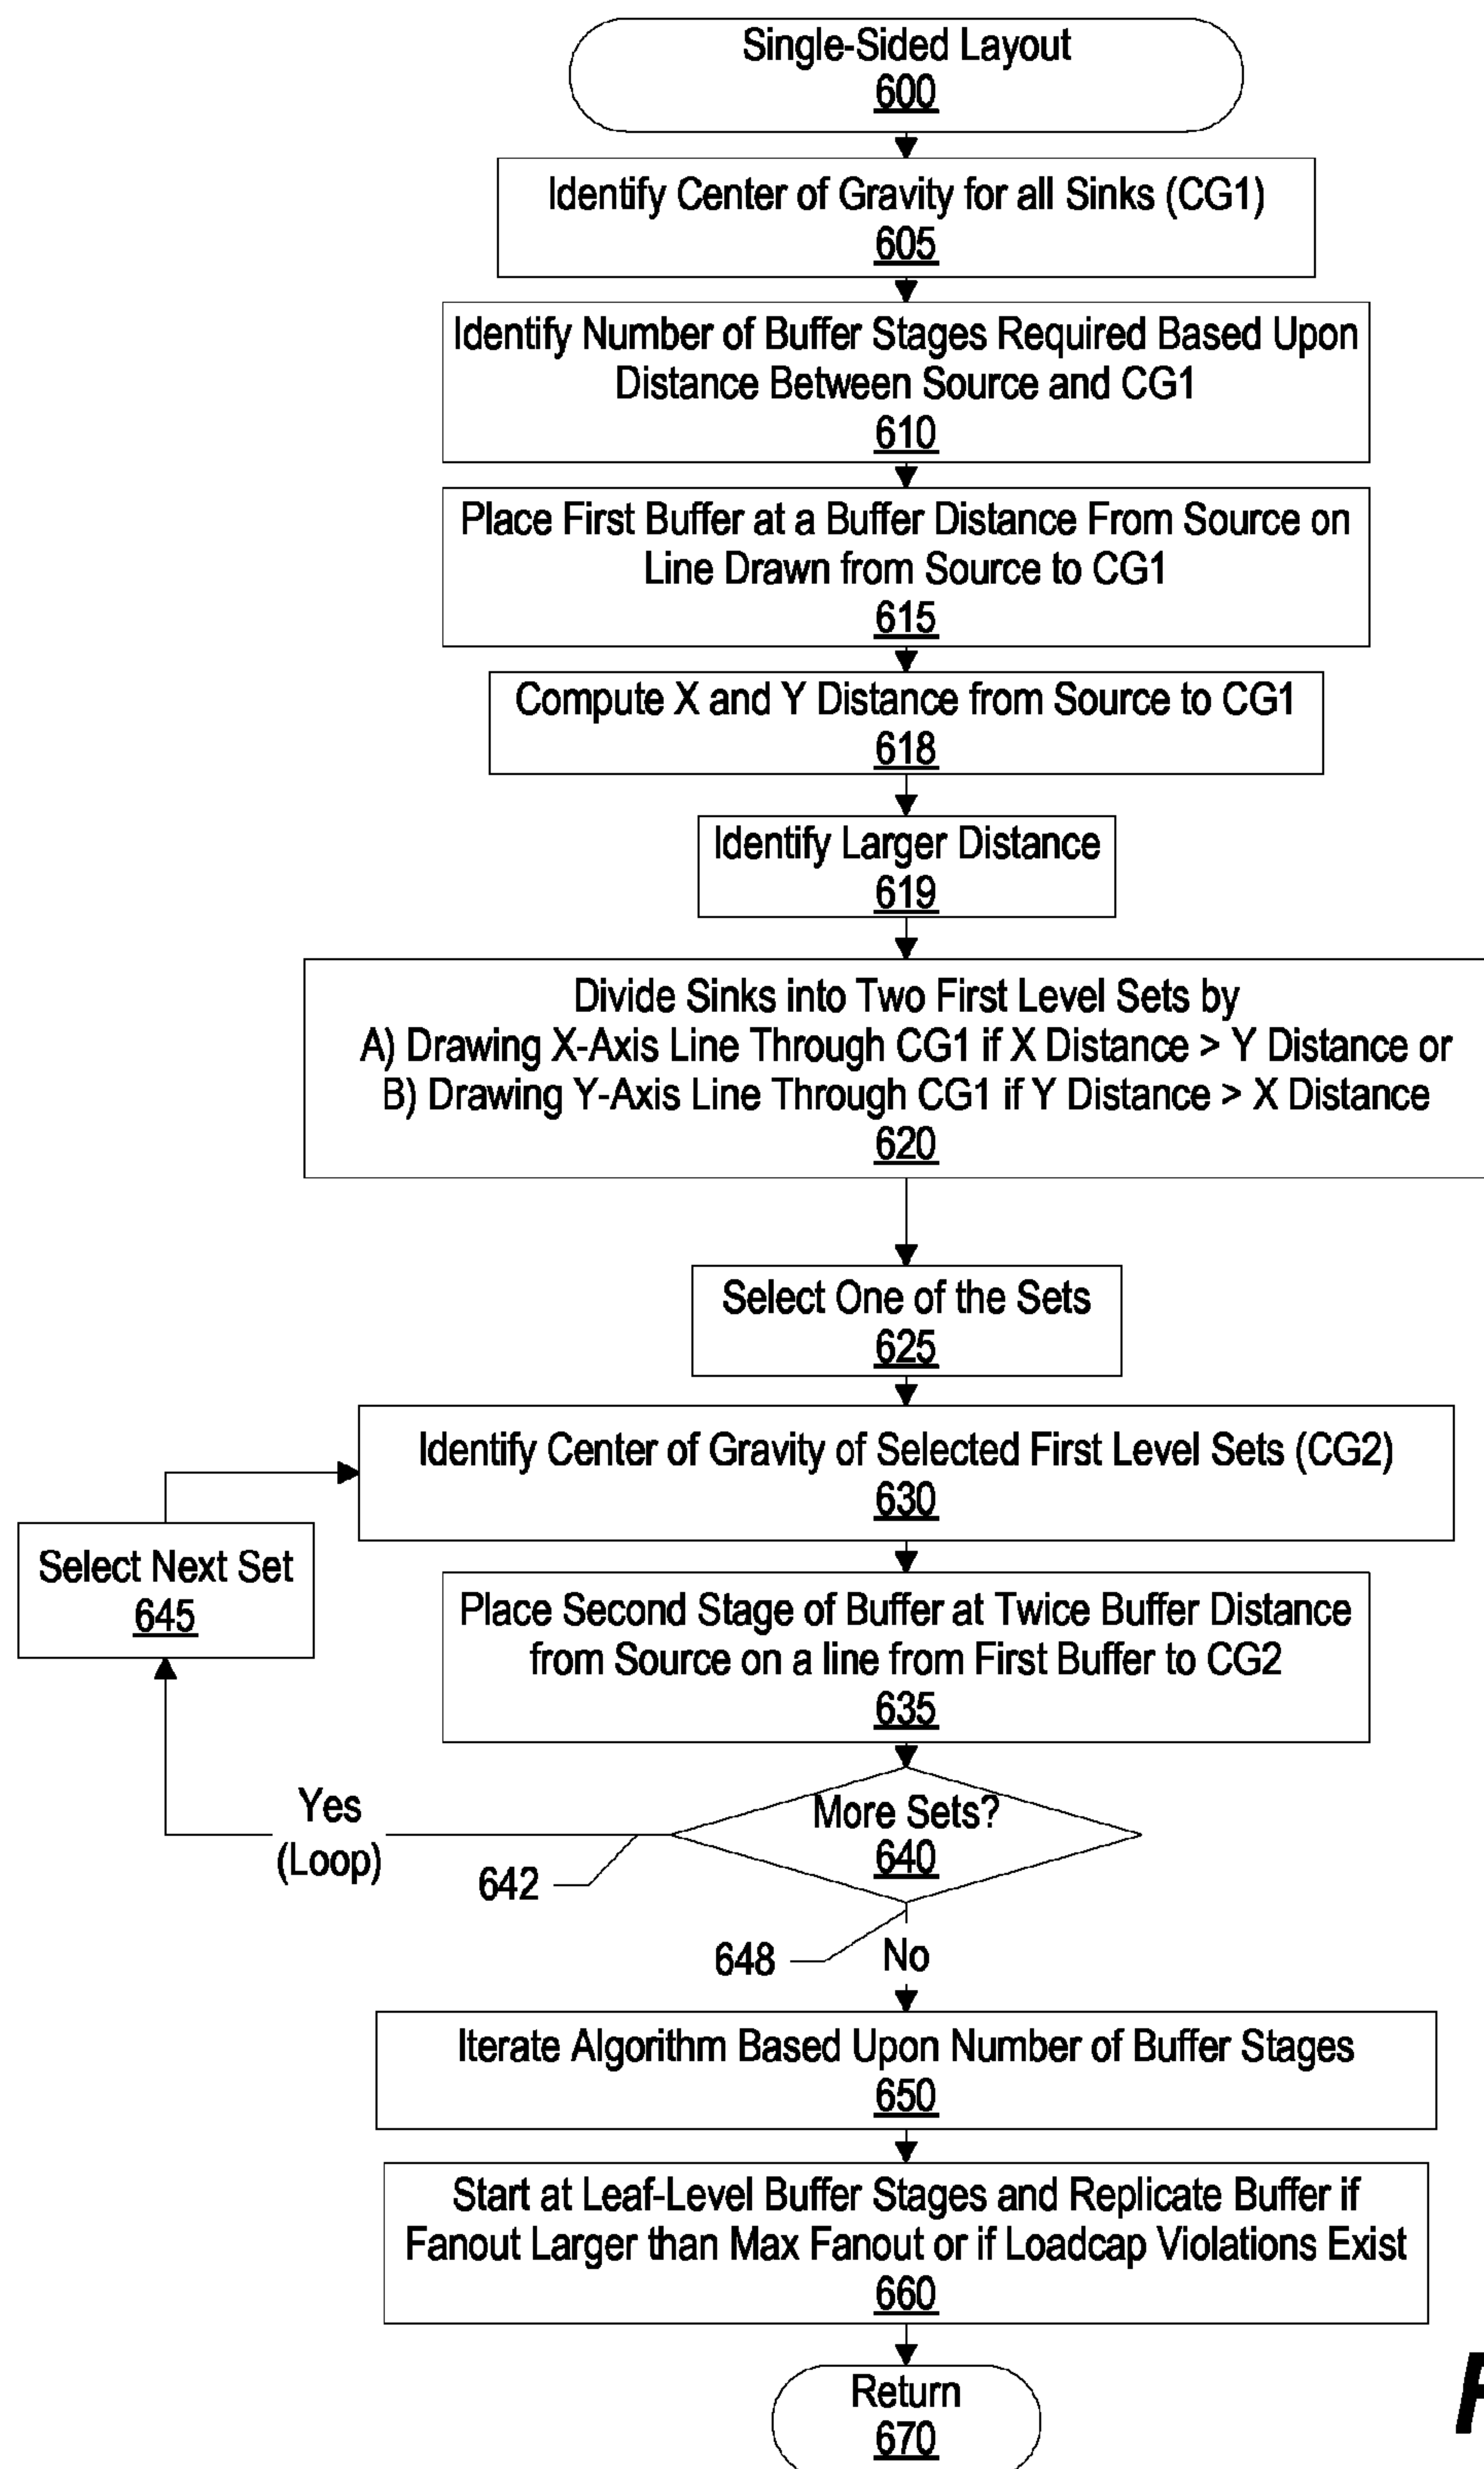 Single-Sided Layout
600
Identify Center of Gravity for all Sinks (CG1)
605
Identify Number of Buffer Stages Required Based Upon
Distance Between Source and CG1
610
Place First Buffer at a Buffer Distance From Source on
Line Drawn from Source to CG1
615
Compute X and Y Distance from Source to CG1
618
Identify Larger Distance
619
Divide Sinks into Two First Level Sets by
A) Drawing X-Axis Line Through CG1 if X Distance > Y Distance or
B) Drawing Y-Axis Line Through CG1 if Y Distance > X Distance
620
Select One of the Sets
625
Identify Center of Gravity of Selected First Level Sets (CG2)
630
Select Next Set
645
Place Second Stage of Buffer at Twice Buffer Distance
from Source on a line from First Buffer to CG2
635
More Sets?
640
Yes
(Loop)
642
648
No
Iterate Algorithm Based Upon Number of Buffer Stages
650
Start at Leaf-Level Buffer Stages and Replicate Buffer if
Fanout Larger than Max Fanout or if Loadcap Violations Exist
660
Return
670